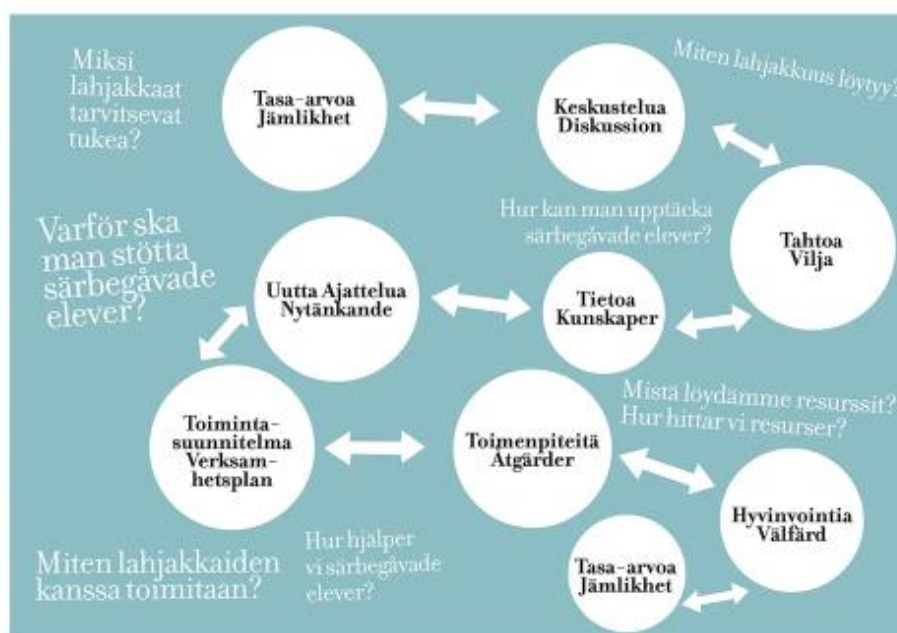 Miksi
lahjakkaat
tarvitsevat
tukea?
Tasa-arvoa
Jämlikhet
Keskustelua
Diskussion
Miten lahjakkuus löytyy?
Hur kan man upptäcka
särbegåvade elever?
Tahtoa
Vilja
Varför ska
man stötta
särbegåvade
elever?
Uutta Ajattelua
Nytänkande
Tietoa
Kunskaper
Toiminta-
suunnitelma
Verksam-
hetsplan
Toimenpiteitä
Atgärder
Mistä löydämme resurssit?
Hur hittar vi resurser?
Hyvinvointia
Välfärd
Miten lahjakkaiden
kanssa toimitaan?
Hur hjälper
vi särbegåvade
elever?
Tasa-arvoa
Jämlikhet